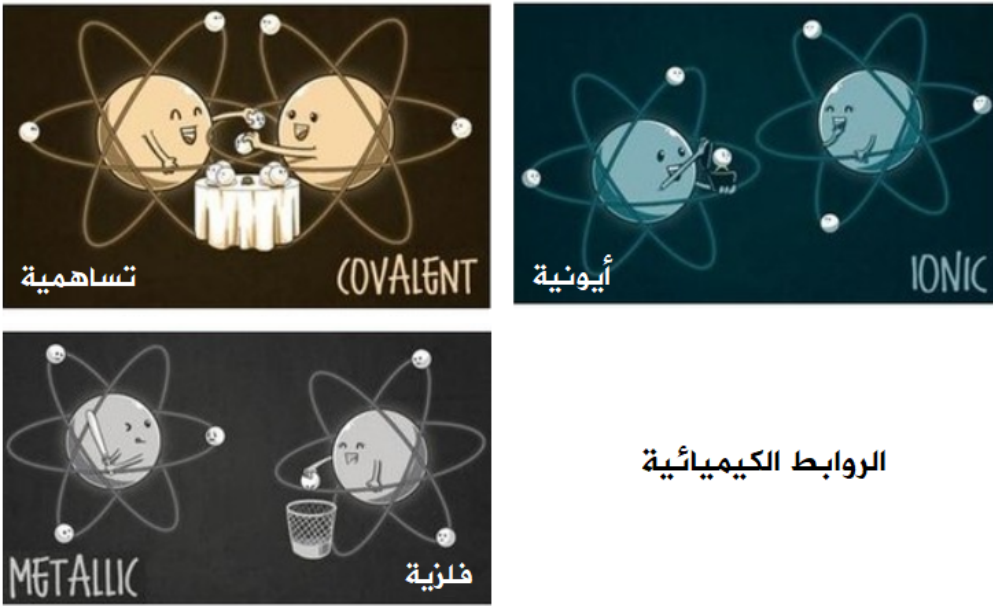 تساهمية
COVALENT
أيونية
IONIC
METALLIC
فلزية
الروابط الكيميائية